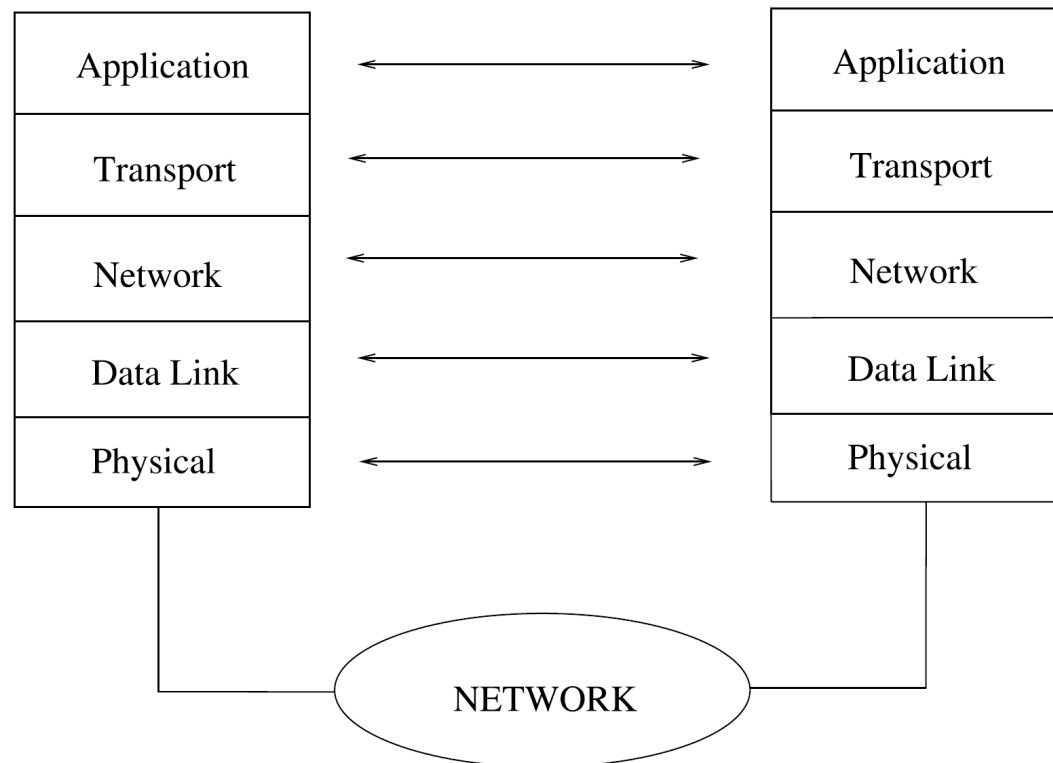 Application
Transport
Network
Data Link
Physical
Application
Transport
Network
Data Link
Physical
NETWORK